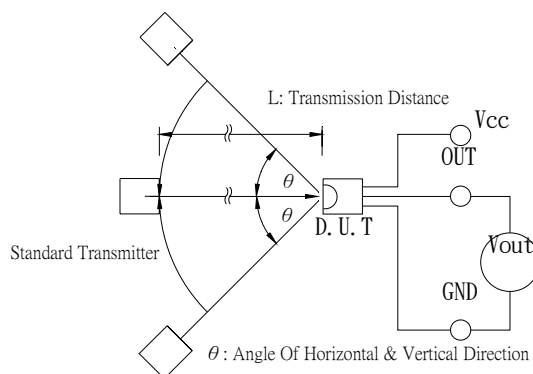 L: Transmission Distance
Vcc
OUT
θ
θ
D.U.T
Standard Transmitter
Vout
GND
θ : Angle Of Horizontal & Vertical Direction